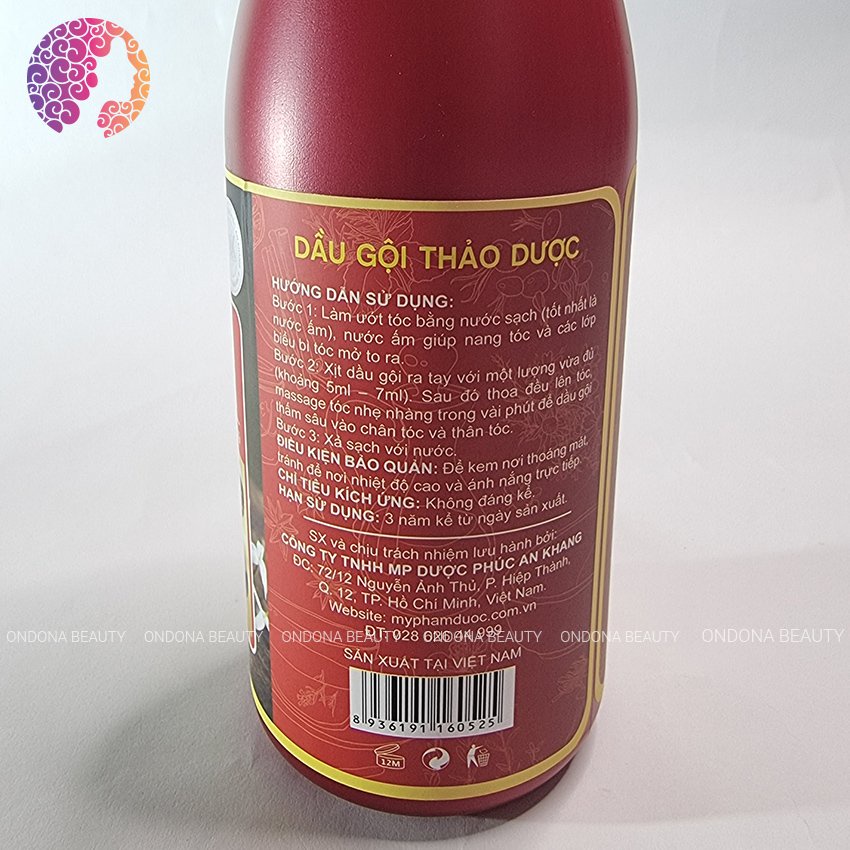 DẦU GỘI THẢO DƯỢC
HƯỚNG DẪN SỬ DỤNG:
Bước 1: Làm ướt tóc bằng nước sạch (tốt nhất là
nước ấm), nước ấm giúp nang tóc và các lớp
biểu bì tóc mở to ra.
Bước 2: Xịt dầu gội ra tay với một lượng vừa đủ
(khoảng 5ml – 7ml). Sau đó thoa đều lên tóc,
massage tóc nhẹ nhàng trong vài phút để dầu gội
thấm sâu vào chân tóc và thân tóc.
Bước 3: Xả sạch với nước.
ĐIỀU KIỆN BẢO QUẢN: Để kem nơi thoáng mát,
tránh để nơi nhiệt độ cao và ánh nắng trực tiếp.
CHỈ TIÊU KÍCH ỨNG: Không đáng kể.
HẠN SỬ DỤNG: 3 năm kể từ ngày sản xuất.
SX và chịu trách nhiệm lưu hành bởi:
CÔNG TY TNHH MP DƯỢC PHÚC AN KHANG
ĐC: 72/12 Nguyễn Ảnh Thủ, P. Hiệp Thành,
Q. 12, TP. Hồ Chí Minh, Việt Nam.
Website: myphamduoc.com.vn
ĐT: 028 626 44 999
ONDONA BEAUTY ONDONA BEAUTY ONDONA BEAUTY ONDONA BEAUTY ONDONA BEAUTY ONDONA BEAUTY
SẢN XUẤT TẠI VIỆT NAM
8 936191 160525
12M